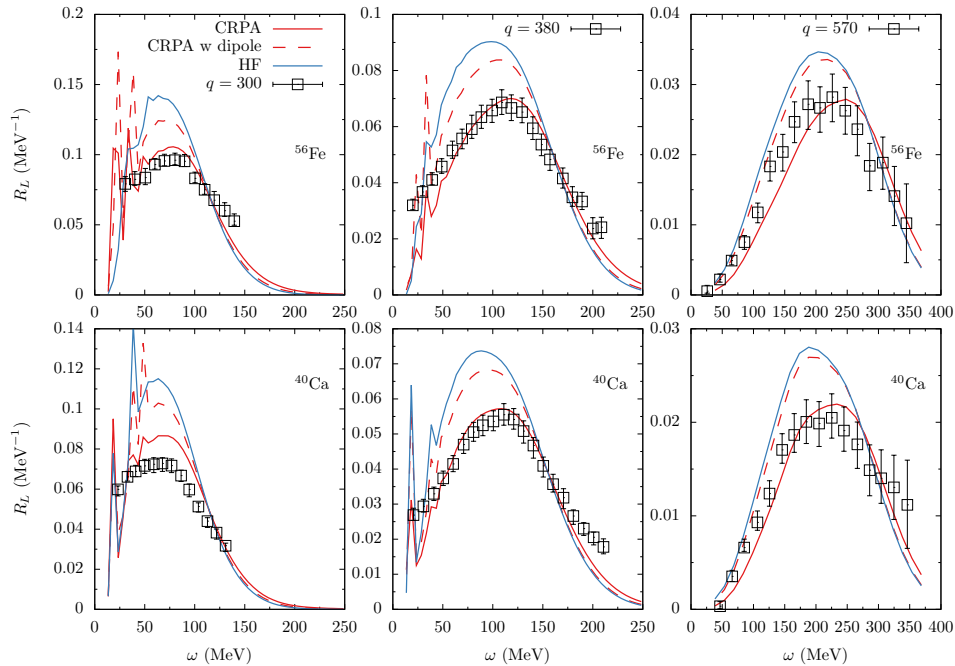 CRPA
CRPA w dipole
HF
q = 300
q = 380
q = 570
R_L (MeV⁻¹)
0.2
0.15
0.1
0.05
0
⁵⁶Fe
0 50 100 150 200 250
ω (MeV)
0.1
0.08
0.06
0.04
0.02
0
⁵⁶Fe
0 50 100 150 200 250
ω (MeV)
0.04
0.03
0.02
0.01
0
⁵⁶Fe
0 50 100 150 200 250 300 350 400
ω (MeV)
R_L (MeV⁻¹)
0.14
0.12
0.1
0.08
0.06
0.04
0.02
0
⁴⁰Ca
0 50 100 150 200 250
ω (MeV)
0.08
0.07
0.06
0.05
0.04
0.03
0.02
0.01
0
⁴⁰Ca
0 50 100 150 200 250
ω (MeV)
0.03
0.02
0.01
0
⁴⁰Ca
0 50 100 150 200 250 300 350 400
ω (MeV)